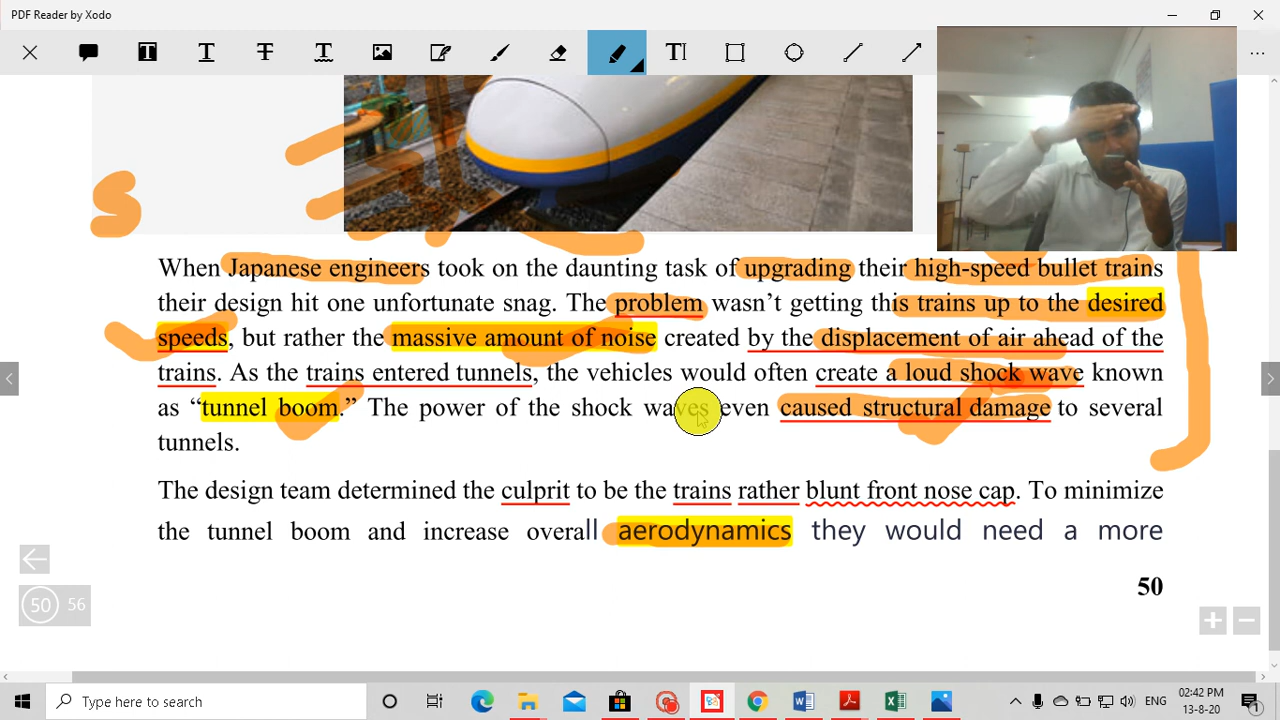 PDF Reader by Xodo
S
When Japanese engineers took on the daunting task of upgrading their high-speed bullet trains
their design hit one unfortunate snag. The problem wasn’t getting this trains up to the desired
speeds, but rather the massive amount of noise created by the displacement of air ahead of the
trains. As the trains entered tunnels, the vehicles would often create a loud shock wave known
as “tunnel boom.” The power of the shock waves even caused structural damage to several
tunnels.
The design team determined the culprit to be the trains rather blunt front nose cap. To minimize
the tunnel boom and increase overall aerodynamics they would need a more
50
50 56
Type here to search
ENG
02:42 PM
13-8-20